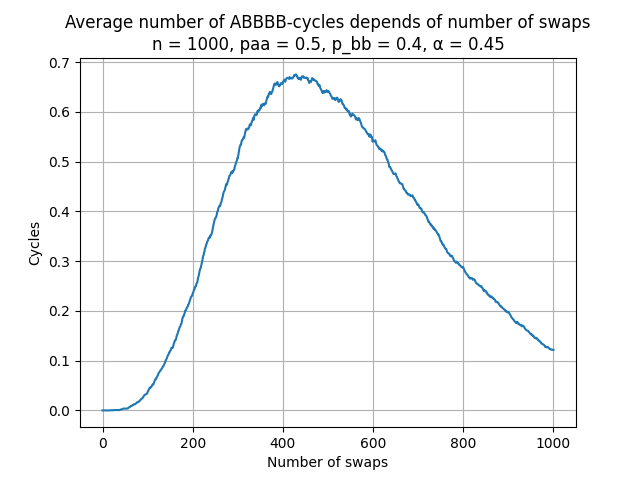 Average number of ABBBB-cycles depends of number of swaps
n = 1000, paa = 0.5, p_bb = 0.4, α = 0.45
0.7
0.6
0.5
0.4
0.3
0.2
0.1
0.0
Cycles
0 200 400 600 800 1000
Number of swaps